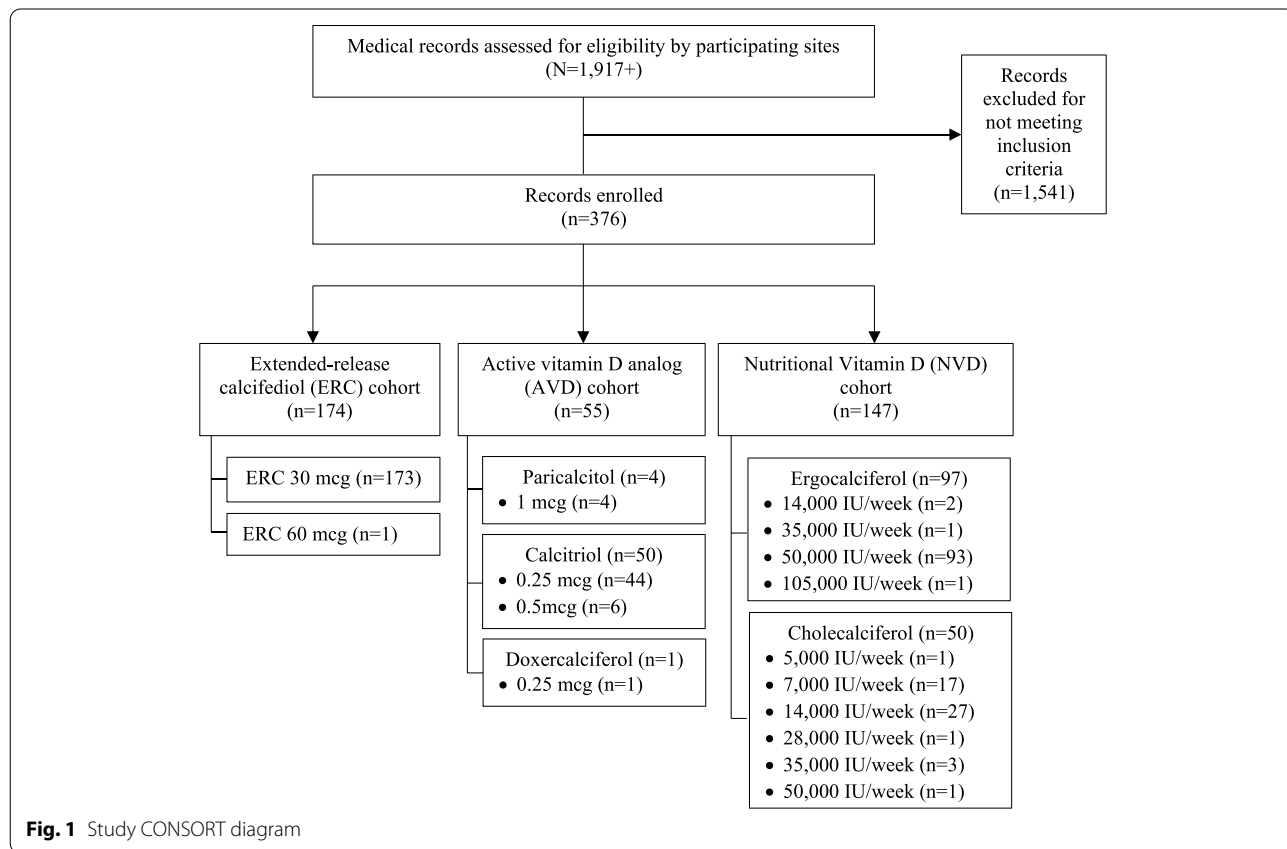 Medical records assessed for eligibility by participating sites
(N=1,917+)
Records
excluded for
not meeting
inclusion
criteria
(n=1,541)
Records enrolled
(n=376)
Extended-release
calcifediol (ERC) cohort
(n=174)
ERC 30 mcg (n=173)
ERC 60 mcg (n=1)
Active vitamin D analog
(AVD) cohort
(n=55)
Paricalcitol (n=4)
• 1 mcg (n=4)
Calcitriol (n=50)
• 0.25 mcg (n=44)
• 0.5mcg (n=6)
Doxercalciferol (n=1)
• 0.25 mcg (n=1)
Nutritional Vitamin D (NVD)
cohort
(n=147)
Ergocalciferol (n=97)
• 14,000 IU/week (n=2)
• 35,000 IU/week (n=1)
• 50,000 IU/week (n=93)
• 105,000 IU/week (n=1)
Cholecalciferol (n=50)
• 5,000 IU/week (n=1)
• 7,000 IU/week (n=17)
• 14,000 IU/week (n=27)
• 28,000 IU/week (n=1)
• 35,000 IU/week (n=3)
• 50,000 IU/week (n=1)
Fig. 1 Study CONSORT diagram